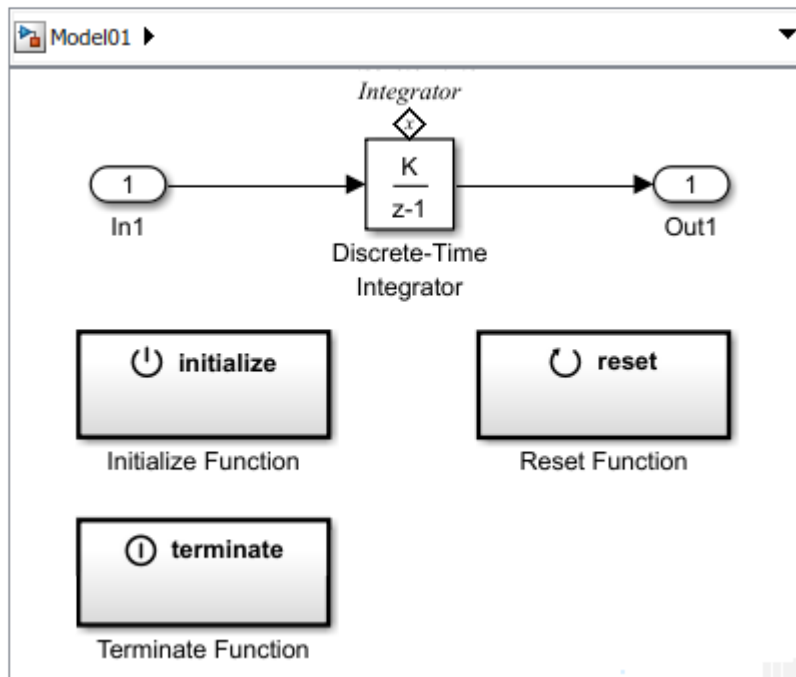 Model01
Integrator
x
1
K
z-1
1
In1
Out1
Discrete-Time
Integrator
initialize
reset
Initialize Function
Reset Function
terminate
Terminate Function